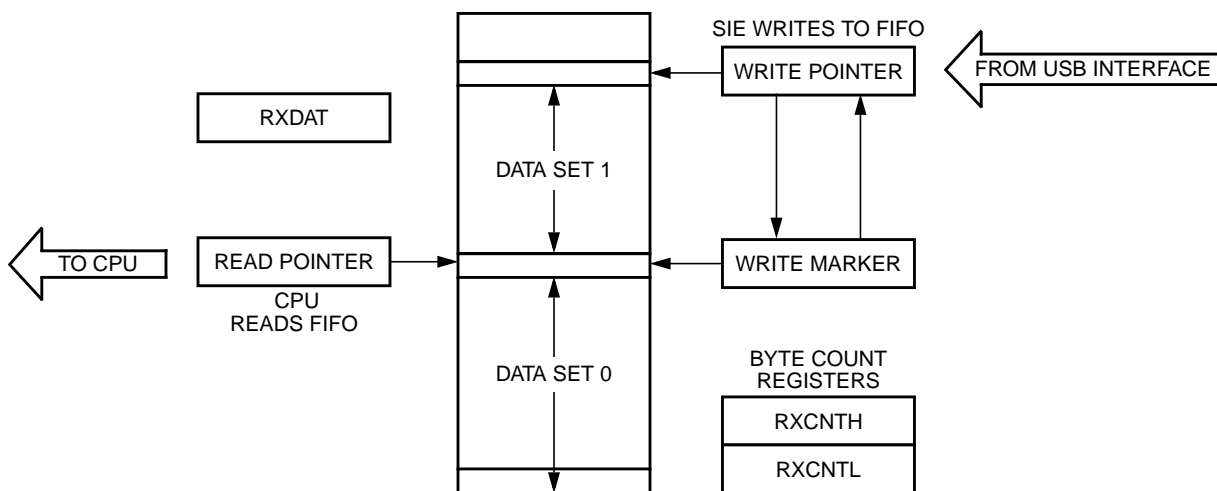 SIE WRITES TO FIFO
WRITE POINTER
FROM USB INTERFACE
RXDAT
DATA SET 1
TO CPU
READ POINTER
WRITE MARKER
CPU
READS FIFO
DATA SET 0
BYTE COUNT
REGISTERS
RXCNTH
RXCNTL